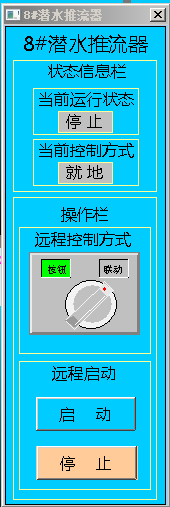 8#潜水推流器
8#潜水推流器
状态信息栏
当前运行状态
停 止
当前控制方式
就 地
操作栏
远程控制方式
按钮 联动
远程启动
启 动
停 止